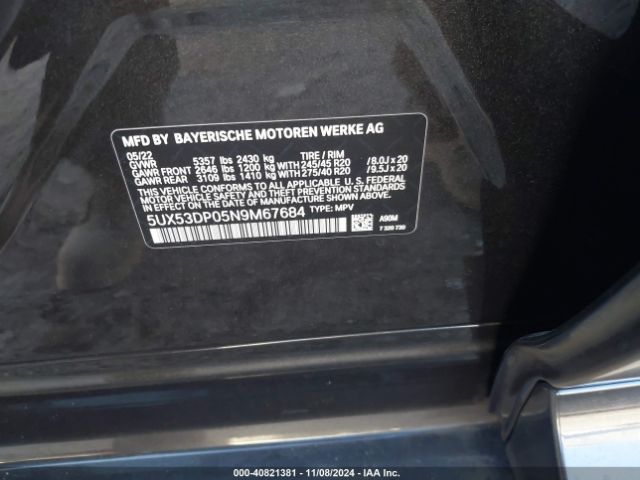 MFD BY BAYERISCHE MOTOREN WERKE AG
05/22
GVWR 5357 lbs 2430 kg TIRE / RIM
GAWR FRONT 2646 lbs 1200 kg WITH 245/45 R20 /8.0J x 20
GAWR REAR 3109 lbs 1410 kg WITH 275/40 R20 /9.5J x 20
THIS VEHICLE CONFORMS TO ALL APPLICABLE U.S. FEDERAL
MOTOR VEHICLE SAFETY AND THEFT PREVENTION STANDARDS
IN EFFECT ON THE DATE OF MANUFACTURE SHOWN ABOVE.
5UX53DP05N9M67684 TYPE: MPV
A90M
000-40821381 - 11/08/2024 - IAA Inc.